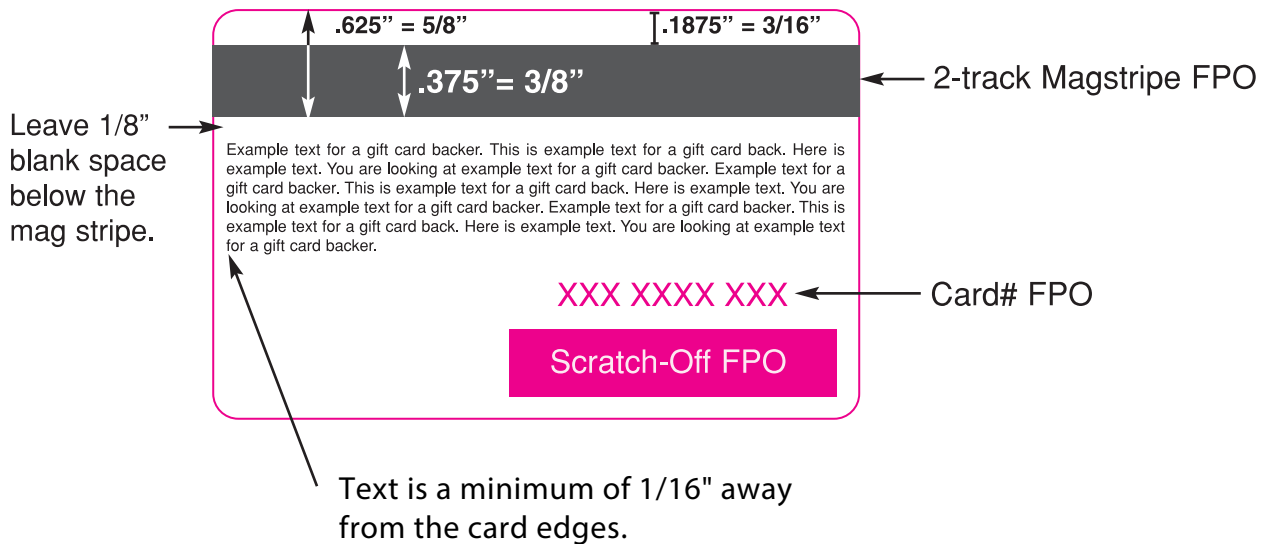 .625” = 5/8”
.1875” = 3/16”
.375”= 3/8”
2-track Magstripe FPO
Leave 1/8”
blank space
below the
mag stripe.
Example text for a gift card backer. This is example text for a gift card back. Here is
example text. You are looking at example text for a gift card backer. Example text for a
gift card backer. This is example text for a gift card back. Here is example text. You are
looking at example text for a gift card backer. Example text for a gift card backer. This is
example text for a gift card back. Here is example text. You are looking at example text
for a gift card backer.
XXX XXXX XXX
Card# FPO
Scratch-Off FPO
Text is a minimum of 1/16" away
from the card edges.